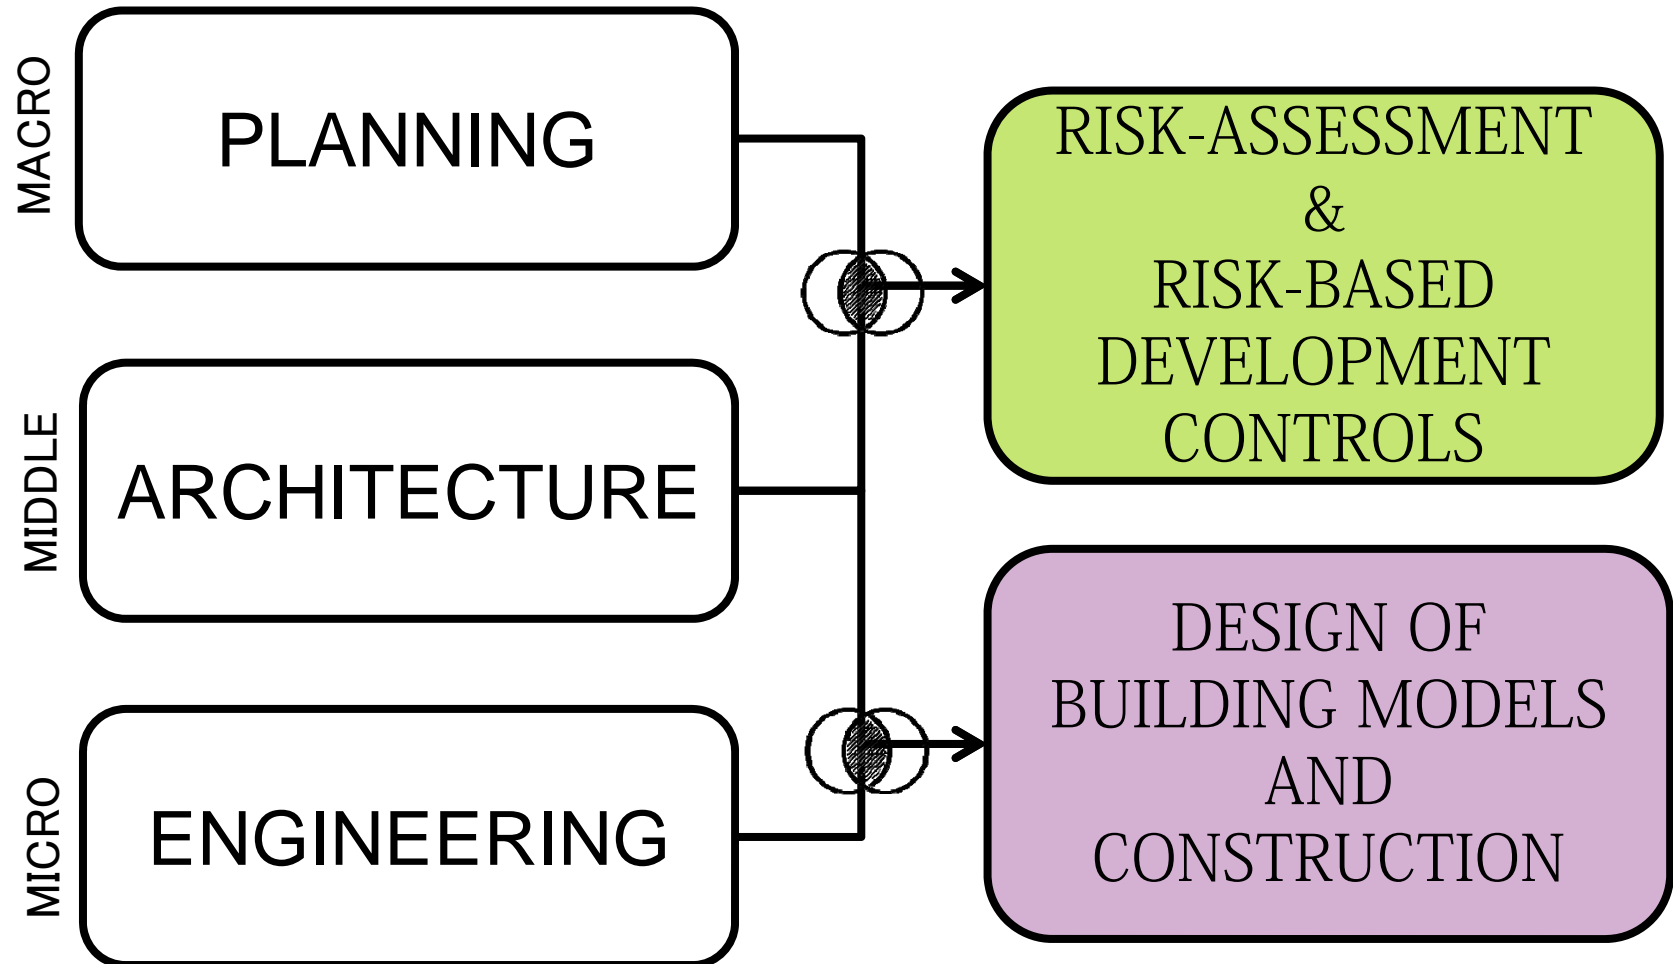 MACRO
PLANNING
MIDDLE
ARCHITECTURE
MICRO
ENGINEERING
RISK-ASSESSMENT
&
RISK-BASED
DEVELOPMENT
CONTROLS
DESIGN OF
BUILDING MODELS
AND
CONSTRUCTION